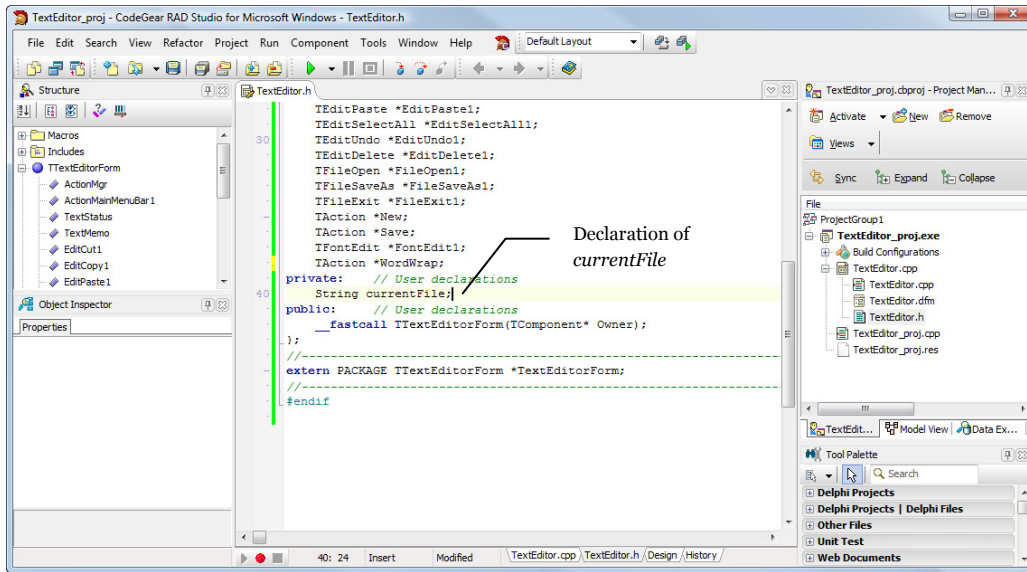 TextEditor_proj - CodeGear RAD Studio for Microsoft Windows - TextEditor.h
File Edit Search View Refactor Project Run Component Tools Window Help Default Layout
Structure
Macros
Includes
TTextEditorForm
ActionMgr
ActionMainMenuBar1
TextStatus
TextMemo
EditCut1
EditCopy1
EditPaste1
Object Inspector
Properties
TextEditor.h
TEditPaste *EditPaste1;
TEditSelectAll *EditSelectAll1;
30 TEditUndo *EditUndo1;
TEditDelete *EditDelete1;
TFileOpen *FileOpen1;
TFileSaveAs *FileSaveAs1;
TFileExit *FileExit1;
TAction *New;
TAction *Save;
TFontEdit *FontEdit1;
TAction *WordWrap;
private: // User declarations
40 String currentFile;
public: // User declarations
__fastcall TTextEditorForm(TComponent* Owner);
};
//---------------------------------------------------------------------------
extern PACKAGE TTextEditorForm *TextEditorForm;
//---------------------------------------------------------------------------
#endif
Declaration of
currentFile
40: 24 Insert Modified TextEditor.cpp TextEditor.h Design History
TextEditor_proj.cbproj - Project Man...
Activate New Remove
Views
Sync Expand Collapse
File
ProjectGroup1
TextEditor_proj.exe
Build Configurations
TextEditor.cpp
TextEditor.cpp
TextEditor.dfm
TextEditor.h
TextEditor_proj.cpp
TextEditor_proj.res
TextEdit... Model View Data Ex...
Tool Palette
Search
Delphi Projects
Delphi Projects | Delphi Files
Other Files
Unit Test
Web Documents